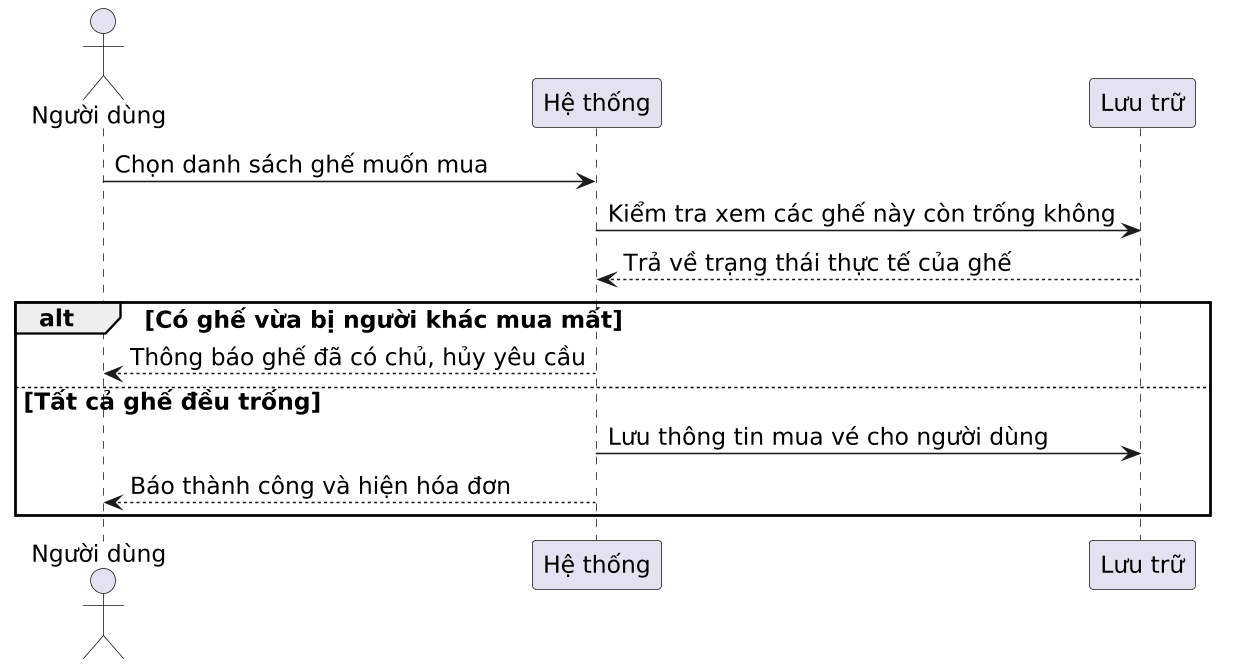 Người dùng
Hệ thống
Lưu trữ
Chọn danh sách ghế muốn mua
Kiểm tra xem các ghế này còn trống không
Trả về trạng thái thực tế của ghế
alt
[Có ghế vừa bị người khác mua mất]
Thông báo ghế đã có chủ, hủy yêu cầu
[Tất cả ghế đều trống]
Lưu thông tin mua vé cho người dùng
Báo thành công và hiện hóa đơn
Người dùng
Hệ thống
Lưu trữ